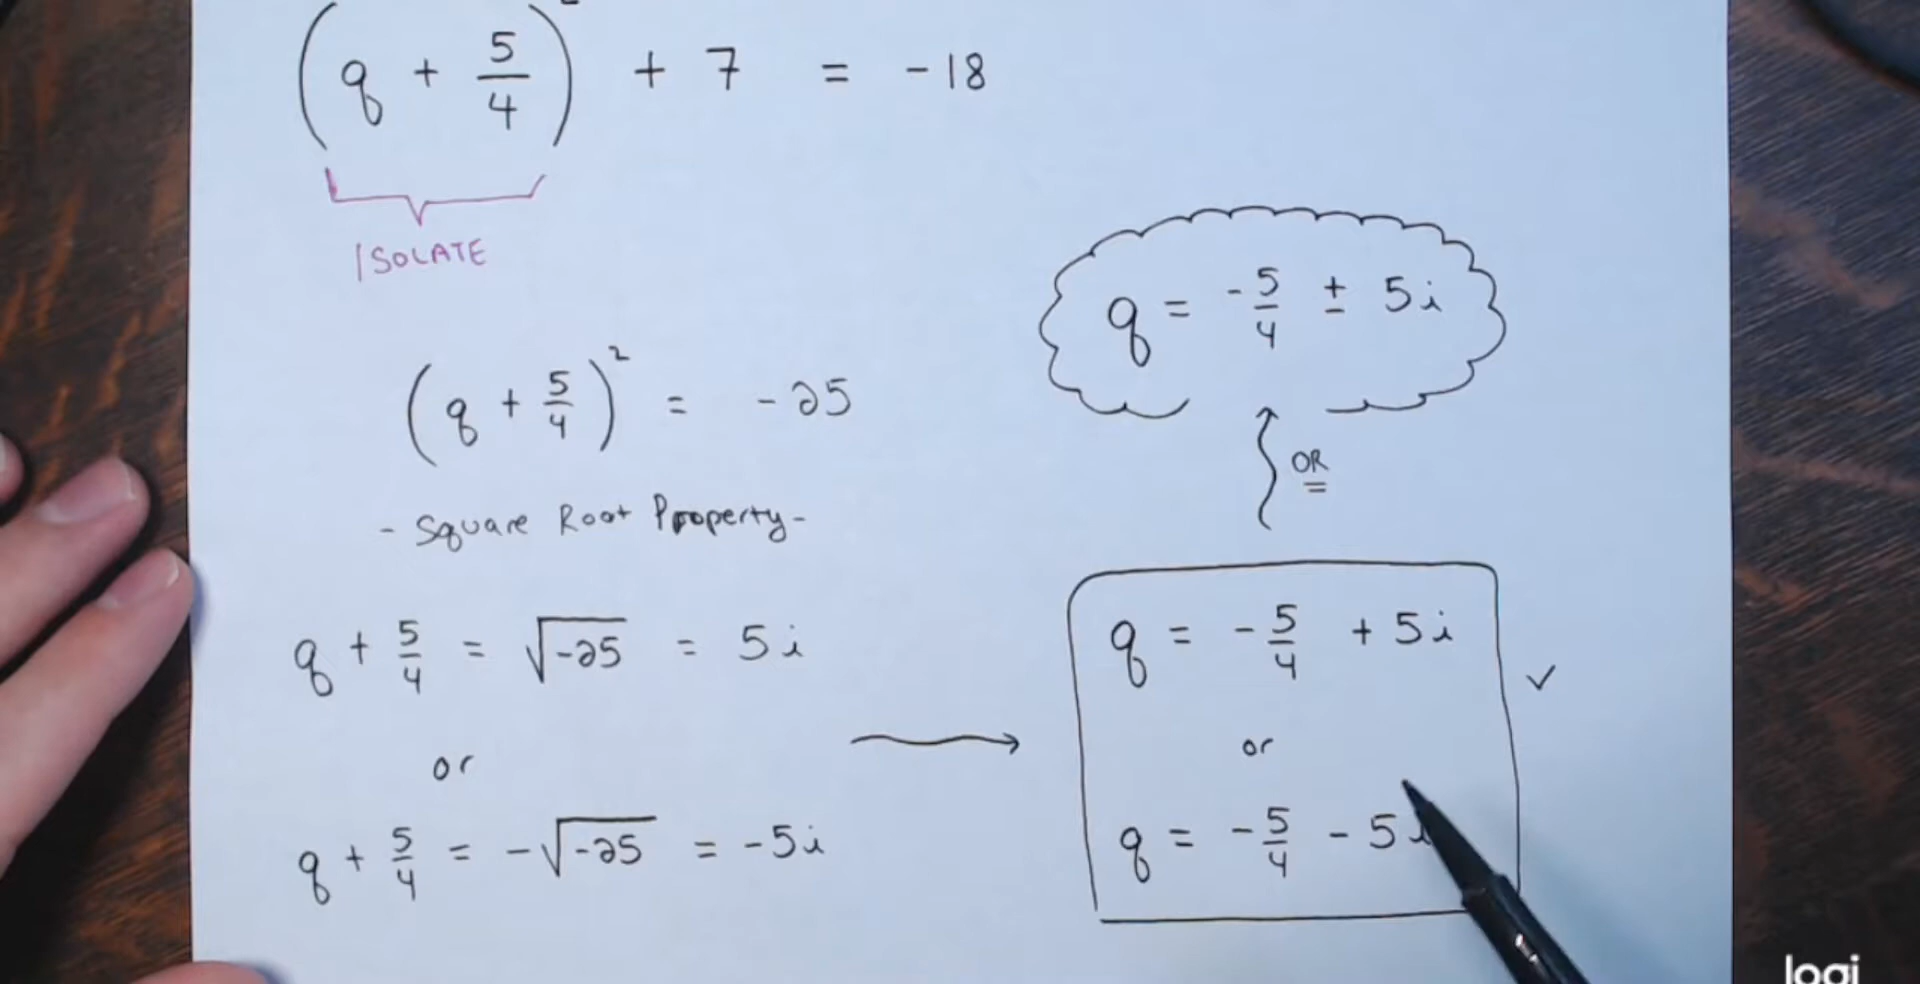 (q + 5/4)² + 7 = -18
ISOLATE
(q + 5/4)² = -25
- Square Root Property -
q + 5/4 = √-25 = 5i
or
q + 5/4 = -√-25 = -5i
q = -5/4 ± 5i
OR
q = -5/4 + 5i
or
q = -5/4 - 5i
logi